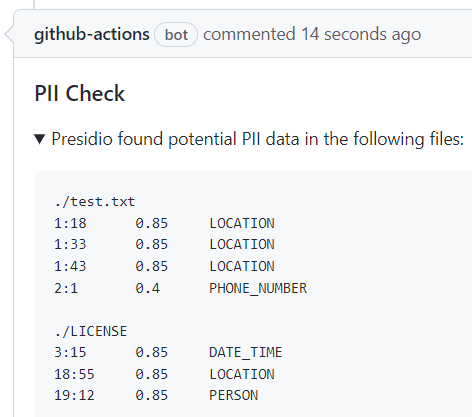 github-actions bot commented 14 seconds ago
PII Check
▼ Presidio found potential PII data in the following files:
./test.txt
1:18 0.85 LOCATION
1:33 0.85 LOCATION
1:43 0.85 LOCATION
2:1 0.4 PHONE_NUMBER
./LICENSE
3:15 0.85 DATE_TIME
18:55 0.85 LOCATION
19:12 0.85 PERSON